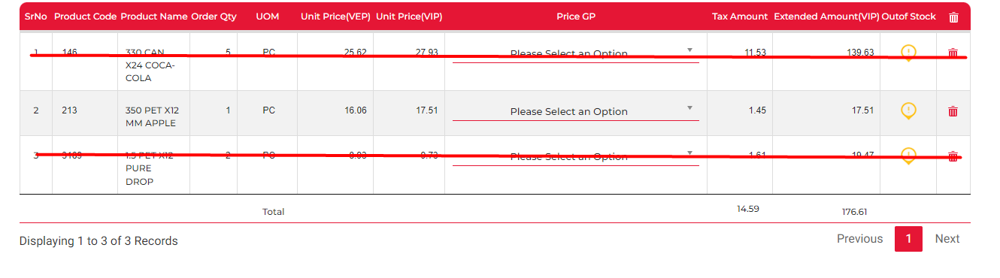 SrNo Product Code Product Name Order Qty UOM Unit Price(VEP) Unit Price(VIP) Price GP Tax Amount Extended Amount(VIP) Outof Stock
1 146 330 CAN 5 PC 25.62 27.93 Please Select an Option 11.53 139.63
X24 COCA-
COLA
2 213 350 PET X12 1 PC 16.06 17.51 Please Select an Option 1.45 17.51
MM APPLE
3 3163 1.5 PET X12 2 PC 8.93 9.73 Please Select an Option 1.61 19.47
PURE
DROP
Total 14.59 176.61
Displaying 1 to 3 of 3 Records Previous 1 Next